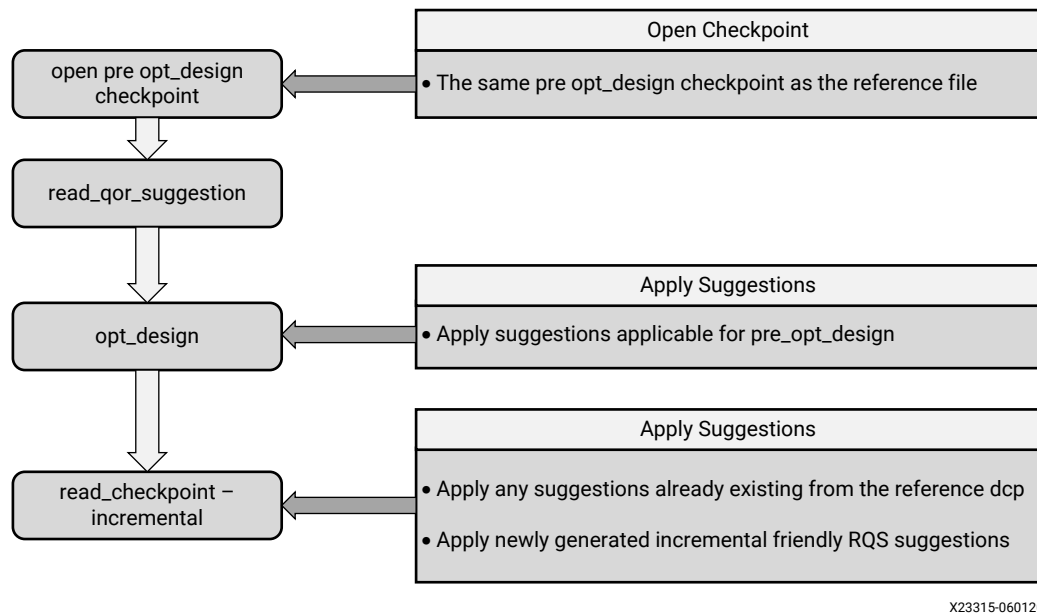 Open Checkpoint
open pre opt_design
checkpoint
• The same pre opt_design checkpoint as the reference file
read_qor_suggestion
Apply Suggestions
opt_design
• Apply suggestions applicable for pre_opt_design
Apply Suggestions
read_checkpoint –
incremental
• Apply any suggestions already existing from the reference dcp
• Apply newly generated incremental friendly RQS suggestions
X23315-06012